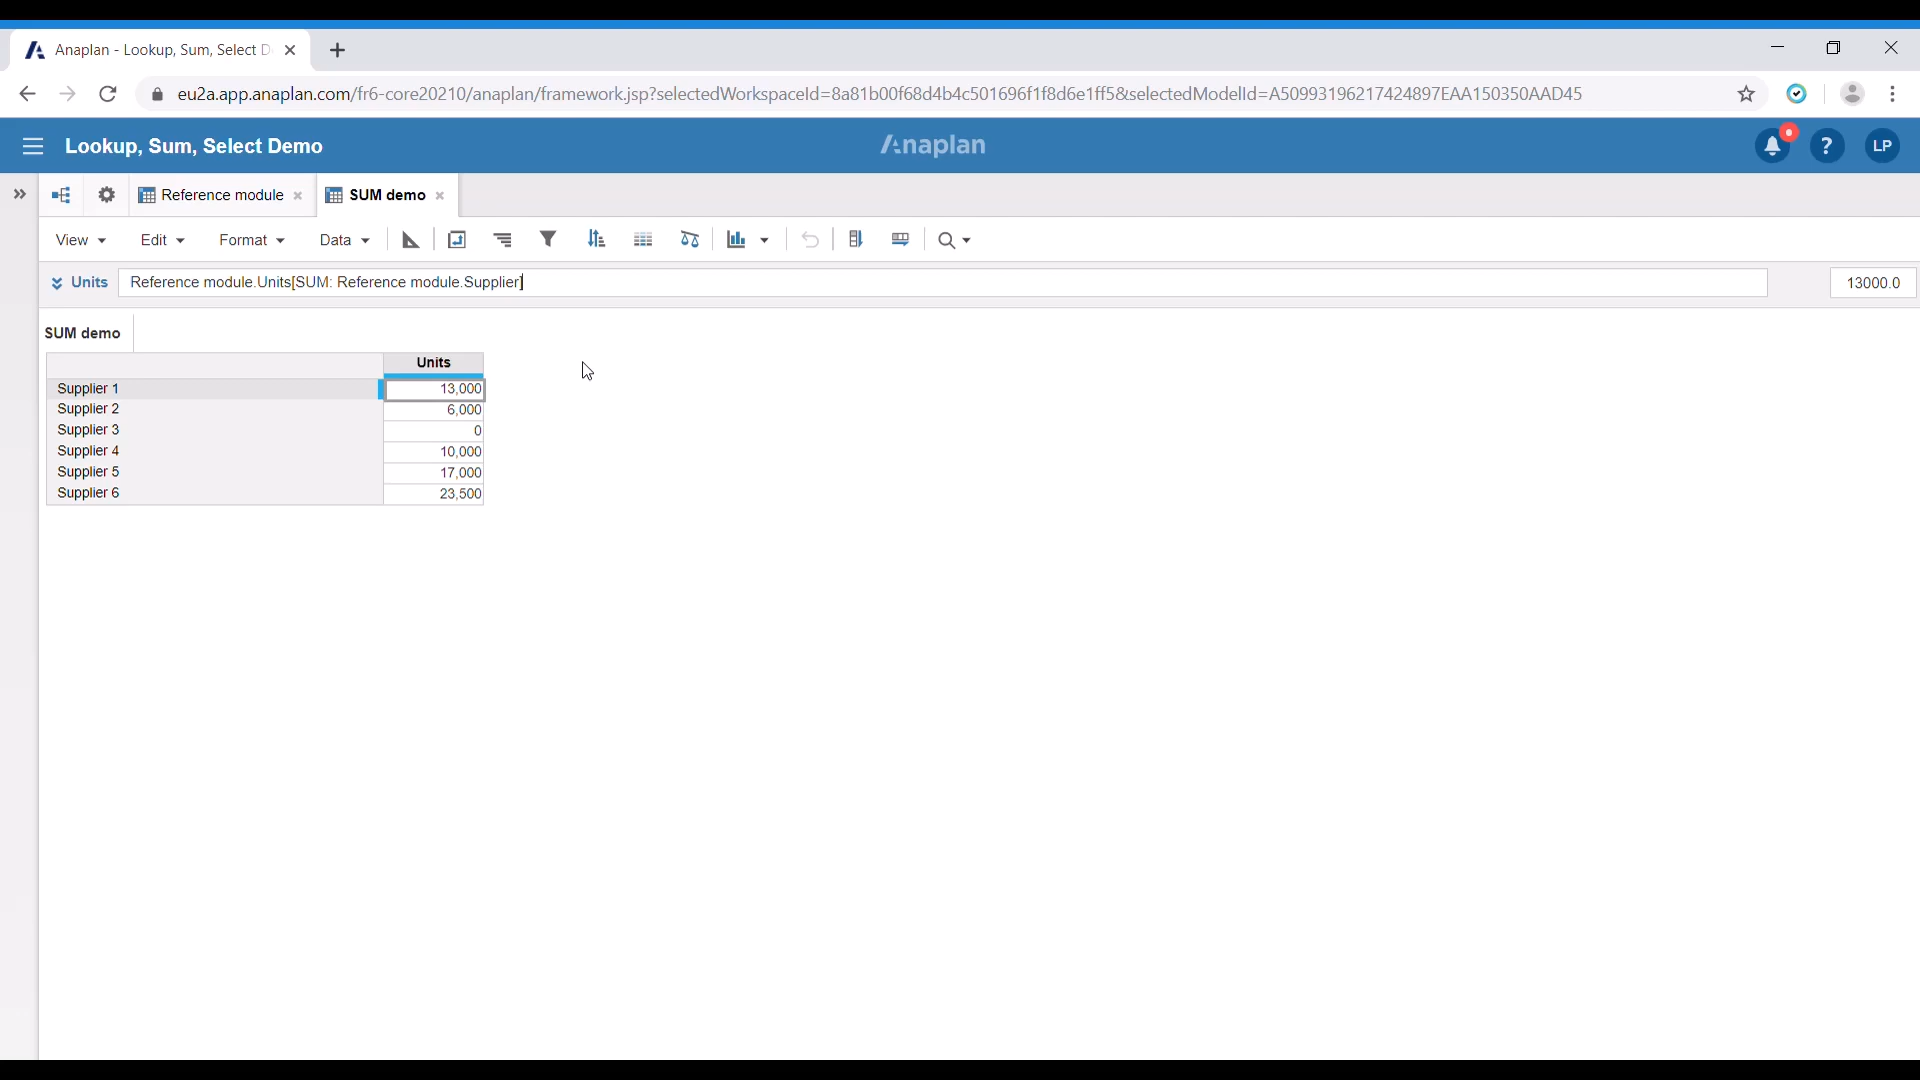 Anaplan - Lookup, Sum, Select D
eu2a.app.anaplan.com/fr6-core20210/anaplan/framework.jsp?selectedWorkspaceId=8a81b00f68d4b4c501696f1f8d6e1ff5&selectedModelId=A50993196217424897EAA150350AAD45
Lookup, Sum, Select Demo
Anaplan
?
LP
Reference module
SUM demo
View
Edit
Format
Data
Units
Reference module.Units[SUM: Reference module.Supplier]
13000.0
SUM demo
Units
Supplier 1 13,000
Supplier 2 6,000
Supplier 3 0
Supplier 4 10,000
Supplier 5 17,000
Supplier 6 23,500